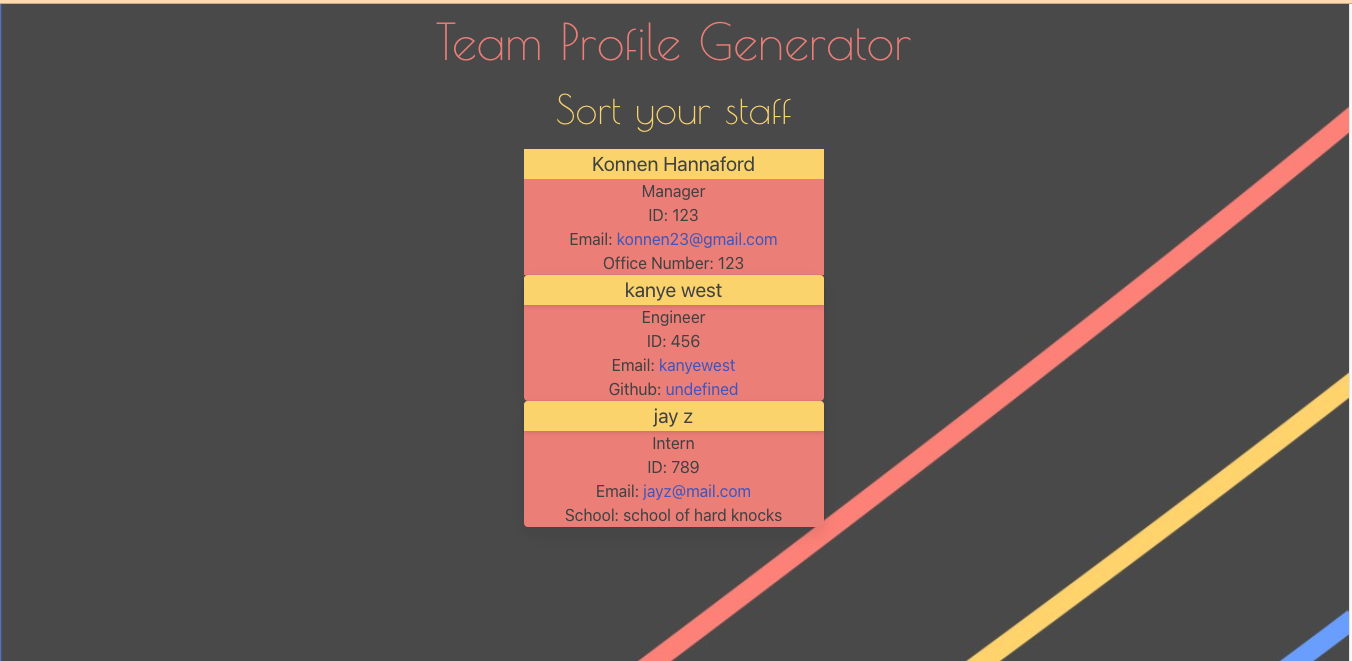 Team Profile Generator
Sort your staff
Konnen Hannaford
Manager
ID: 123
Email: konnen23@gmail.com
Office Number: 123
kanye west
Engineer
ID: 456
Email: kanyewest
Github: undefined
jay z
Intern
ID: 789
Email: jayz@mail.com
School: school of hard knocks